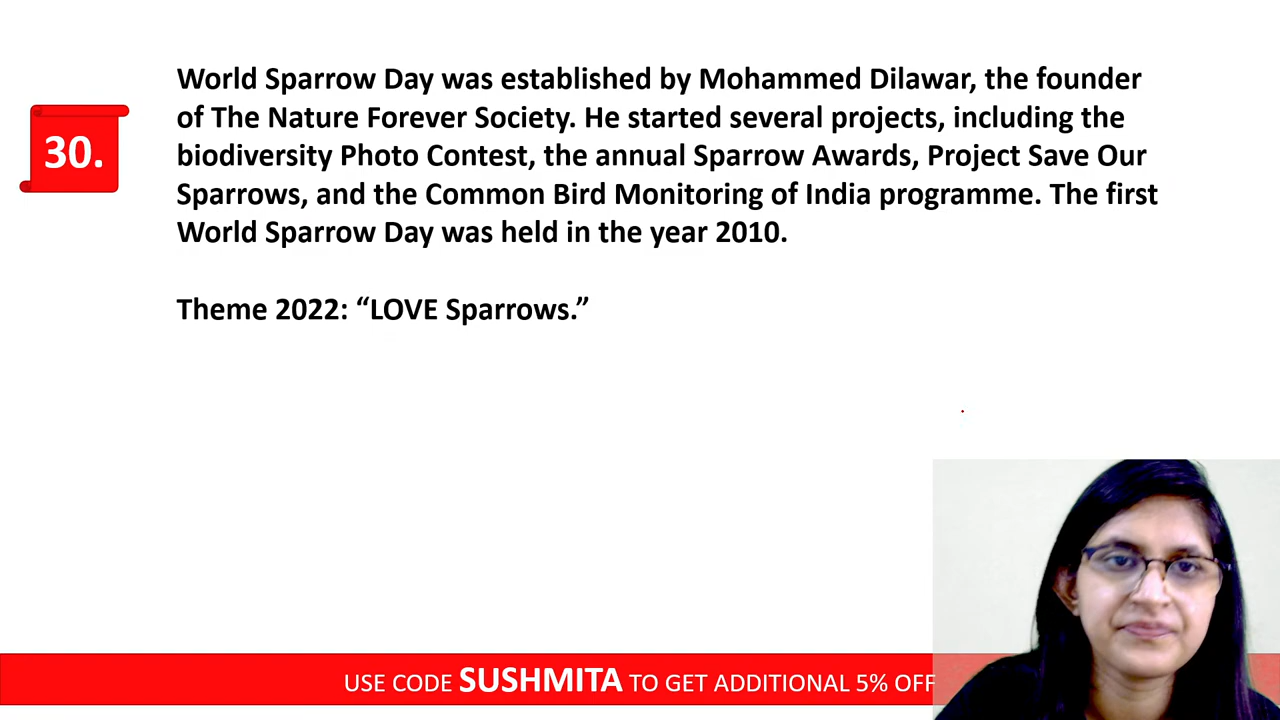 World Sparrow Day was established by Mohammed Dilawar, the founder
of The Nature Forever Society. He started several projects, including the
30.
biodiversity Photo Contest, the annual Sparrow Awards, Project Save Our
Sparrows, and the Common Bird Monitoring of India programme. The first
World Sparrow Day was held in the year 2010.
Theme 2022: “LOVE Sparrows.”
USE CODE SUSHMITA TO GET ADDITIONAL 5% OFF